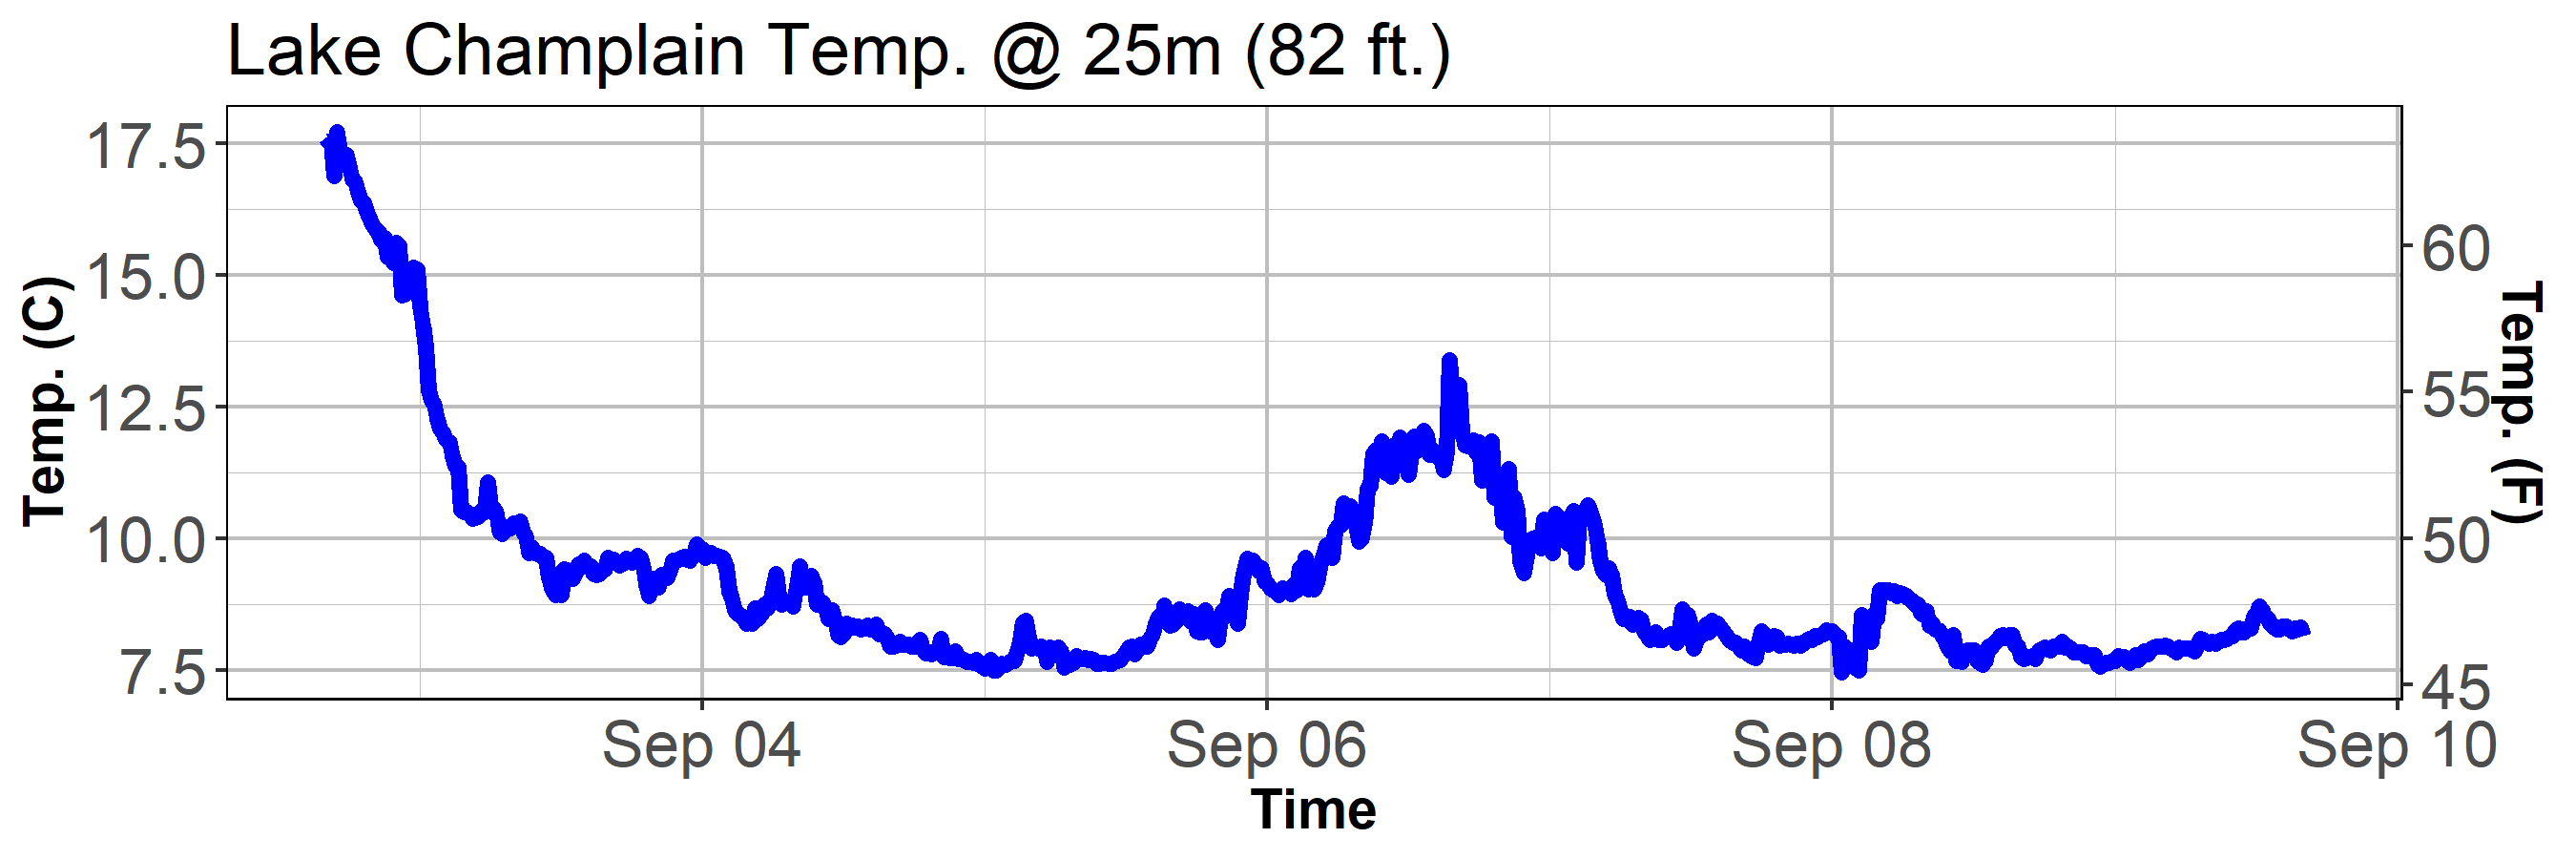 Lake Champlain Temp. @ 25m (82 ft.)
Temp. (C)
17.5
15.0
12.5
10.0
7.5
60
55
50
45
Temp. (F)
Sep 04 Sep 06 Sep 08 Sep 10
Time